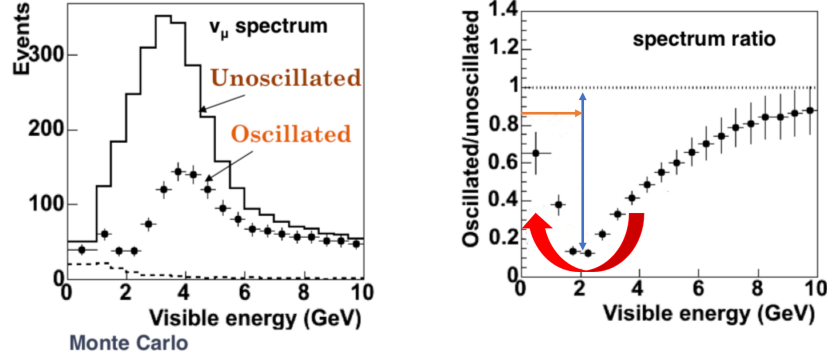 ν_μ spectrum
Unoscillated
Oscillated
Events
300
200
100
0
0 2 4 6 8 10
Visible energy (GeV)
Monte Carlo
spectrum ratio
Oscillated/unoscillated
1.4
1.2
1
0.8
0.6
0.4
0.2
0
0 2 4 6 8 10
Visible energy (GeV)